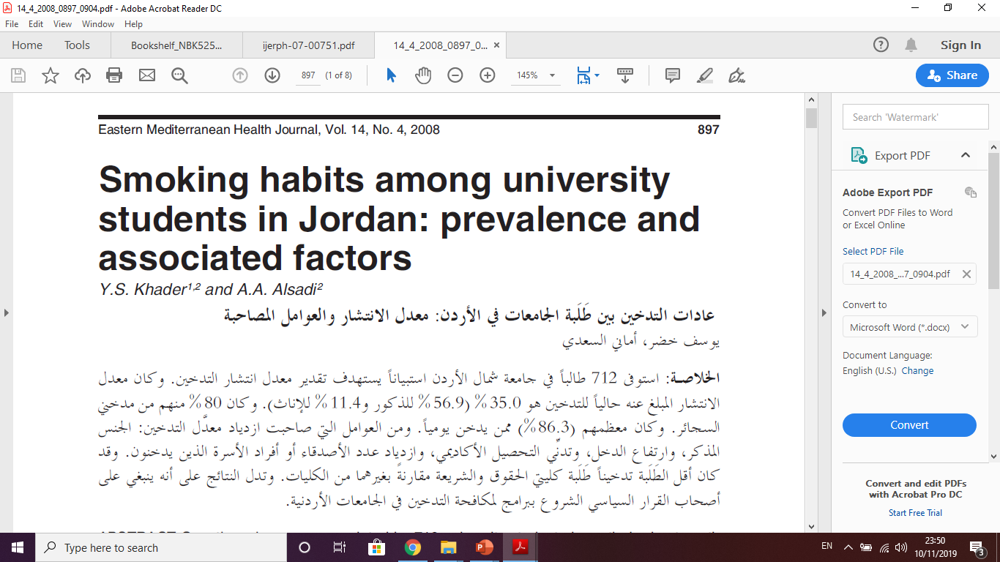 14_4_2008_0897_0904.pdf - Adobe Acrobat Reader DC
File Edit View Window Help
Home Tools Bookshelf_NBK525... ijerph-07-00751.pdf 14_4_2008_0897_0... ×
Sign In
897 (1 of 8) 145% Share
Eastern Mediterranean Health Journal, Vol. 14, No. 4, 2008 897
Smoking habits among university
students in Jordan: prevalence and
associated factors
Y.S. Khader1,2 and A.A. Alsadi2
عادات التدخين بين طَلَبة الجامعات في الأردن: معدل الانتشار والعوامل المصاحبة
يوسف خضر، أماني السعدي
الخلاصـة: استوفى 712 طالباً في جامعة شمال الأردن استبياناً يستهدف تقدير معدل انتشار التدخين. وكان معدل
الانتشار المبلغ عنه حالياً للتدخين هو 35.0% (56.9% للذكور و11.4% للإناث). وكان 80% منهم من مدخني
السجائر. وكان معظمهم (86.3%) ممن يدخن يومياً. ومن العوامل التي صاحبت ازدياد معدَّل التدخين: الجنس
المذكر، وارتفاع الدخل، وتدنِّي التحصيل الأكاديمي، وازدياد عدد الأصدقاء أو أفراد الأسرة الذين يدخنون. وقد
كان أقل الطَلَبة تدخيناً طَلَبة كليتي الحقوق والشريعة مقارنةً بغيرهما من الكليات. وتدل النتائج على أنه ينبغي على
أصحاب القرار السياسي الشروع ببرامج لمكافحة التدخين في الجامعات الأردنية.
Search 'Watermark'
Export PDF
Adobe Export PDF
Convert PDF Files to Word
or Excel Online
Select PDF File
14_4_2008_...7_0904.pdf
Convert to
Microsoft Word (*.docx)
Document Language:
English (U.S.) Change
Convert
Convert and edit PDFs
with Acrobat Pro DC
Start Free Trial
Type here to search
EN
23:50
10/11/2019
3